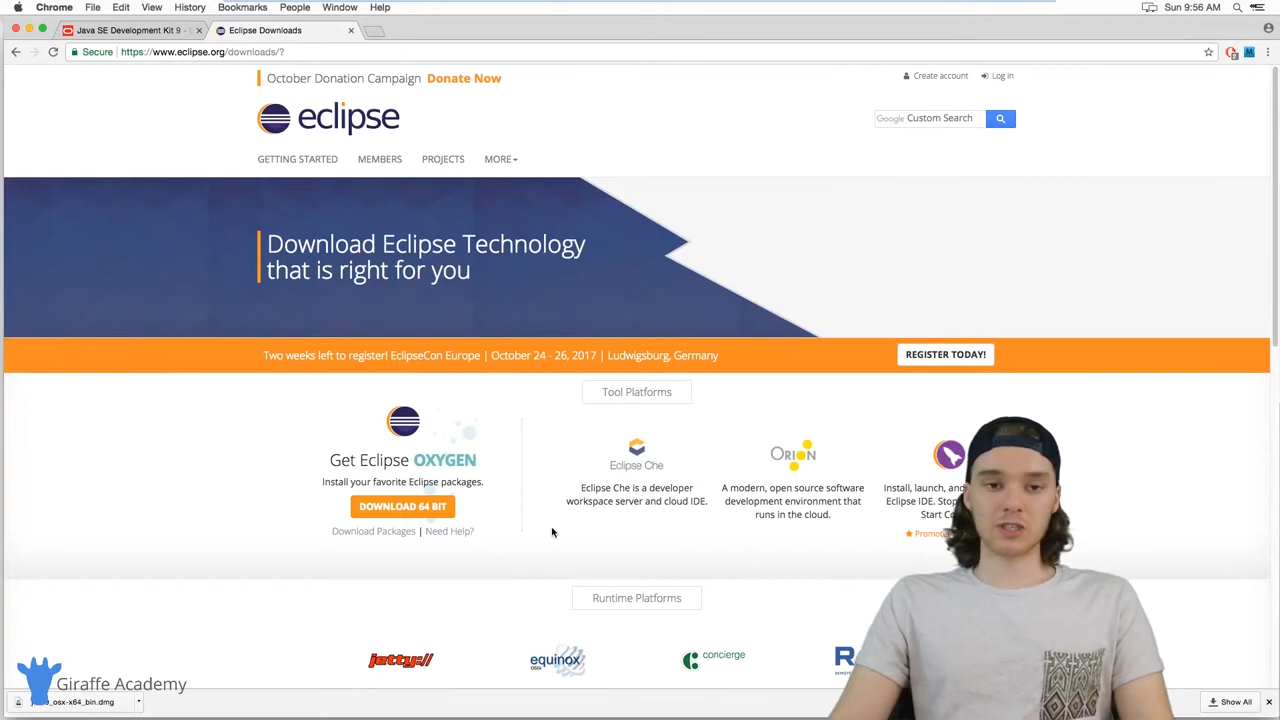 Chrome File Edit View History Bookmarks People Window Help Sun 9:56 AM
Java SE Development Kit 9 - Eclipse Downloads
Secure https://www.eclipse.org/downloads/?
October Donation Campaign Donate Now
Create account Log in
eclipse
Google Custom Search
GETTING STARTED MEMBERS PROJECTS MORE
Download Eclipse Technology
that is right for you
Two weeks left to register! EclipseCon Europe | October 24 - 26, 2017 | Ludwigsburg, Germany REGISTER TODAY!
Tool Platforms
Get Eclipse OXYGEN
Install your favorite Eclipse packages.
DOWNLOAD 64 BIT
Download Packages | Need Help?
Eclipse Che
Eclipse Che is a developer
workspace server and cloud IDE.
ORION
A modern, open source software
development environment that
runs in the cloud.
Install, launch, and
Eclipse IDE. Stop
Start
Runtime Platforms
jetty://
equinox
OSGi
concierge
Giraffe Academy
osx-x64_bin.dmg
Show All